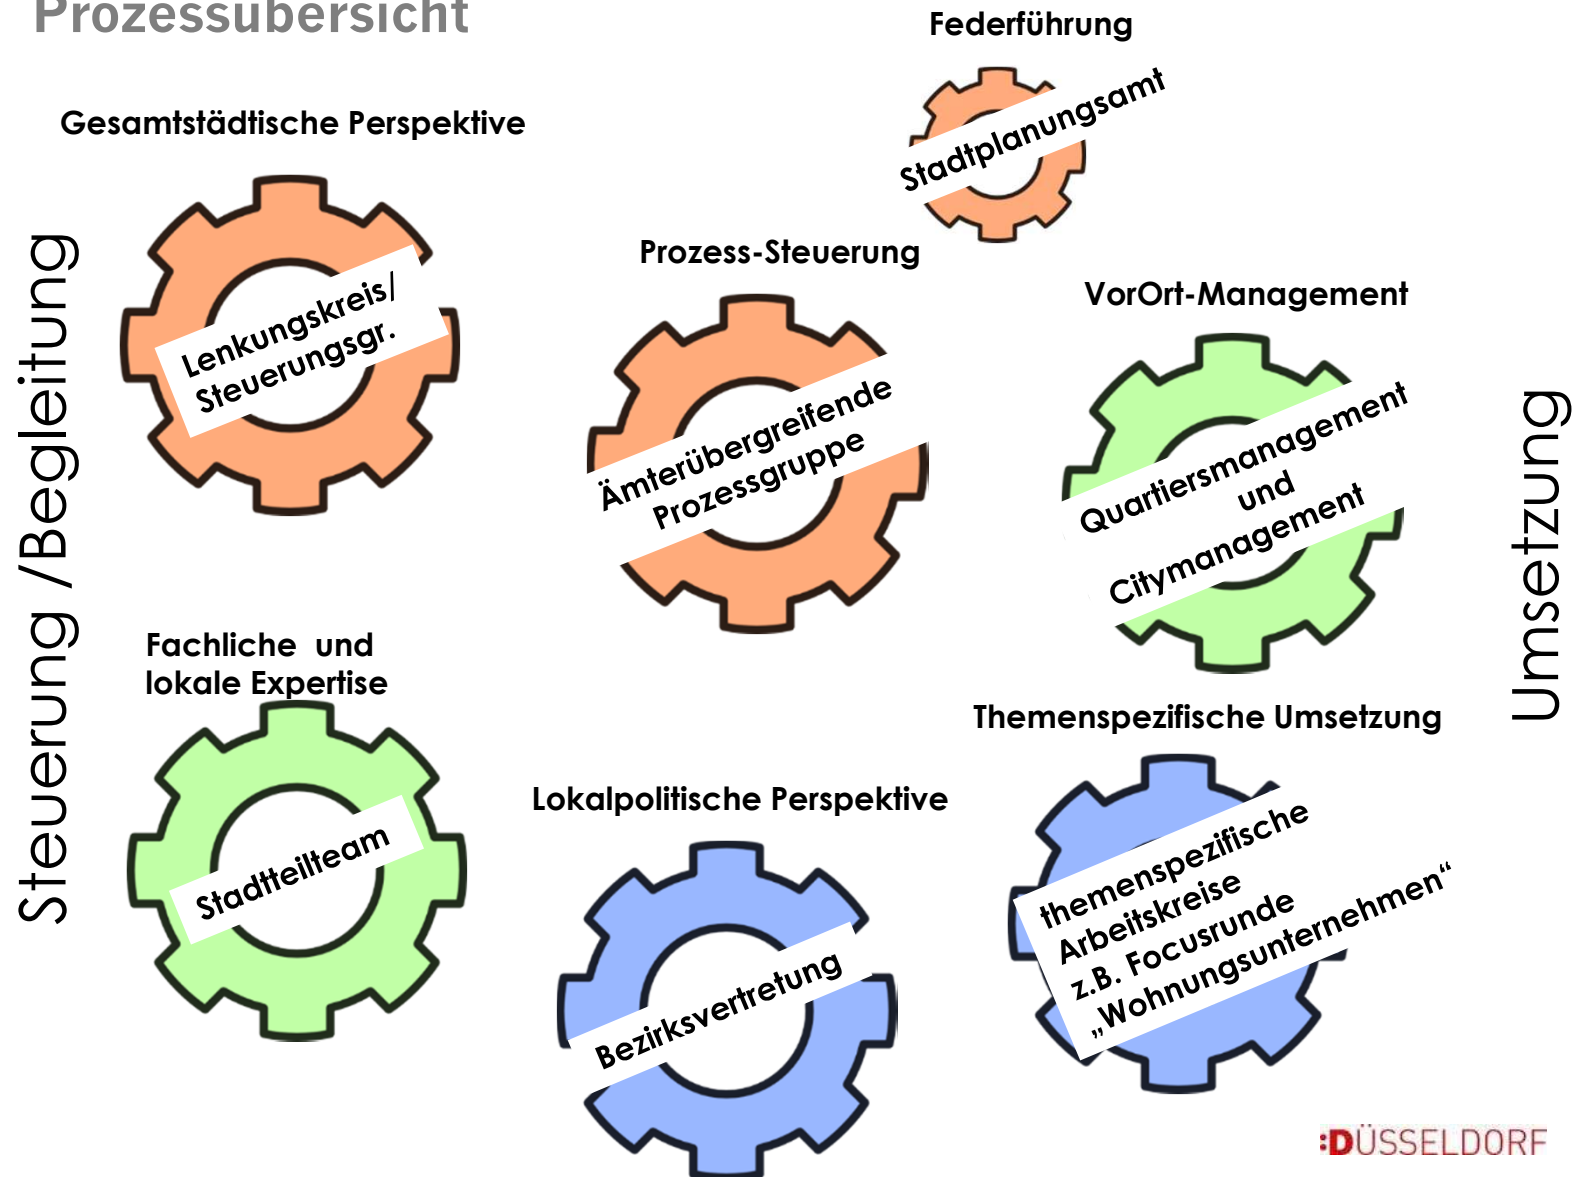 Prozessübersicht
Federführung
Stadtplanungsamt
Gesamtstädtische Perspektive
Lenkungskreis/
Steuerungsgr.
Prozess-Steuerung
Ämterübergreifende
Prozessgruppe
VorOrt-Management
Quartiersmanagement
und
Citymanagement
Steuerung /Begleitung
Umsetzung
Fachliche und
lokale Expertise
Stadtteilteam
Lokalpolitische Perspektive
Bezirksvertretung
Themenspezifische Umsetzung
themenspezifische
Arbeitskreise
z.B. Focusrunde
„Wohnungsunternehmen“
:DÜSSELDORF